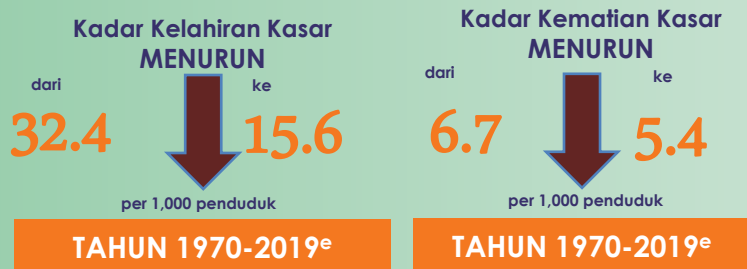 Kadar Kelahiran Kasar
MENURUN
dari
ke
32.4
15.6
per 1,000 penduduk
TAHUN 1970-2019ᵉ
Kadar Kematian Kasar
MENURUN
dari
ke
6.7
5.4
per 1,000 penduduk
TAHUN 1970-2019ᵉ